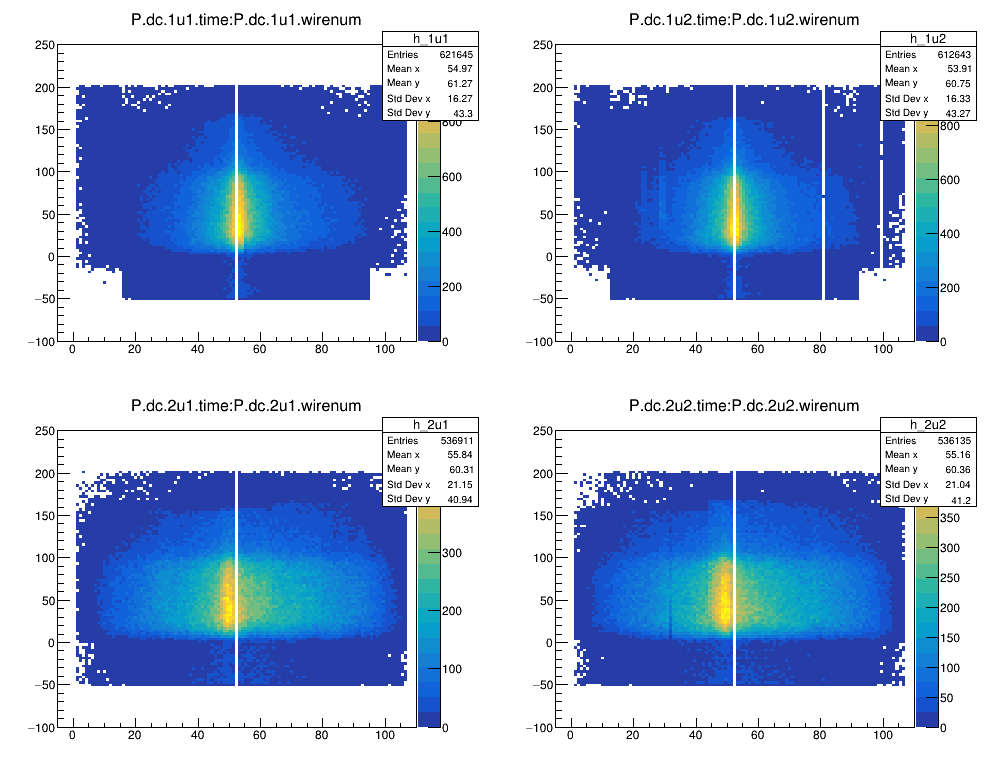 P.dc.1u1.time:P.dc.1u1.wirenum
h_1u1
Entries 621645
Mean x 54.97
Mean y 61.27
Std Dev x 16.27
Std Dev y 43.3
250
200
150
100
50
0
−50
−100
0 20 40 60 80 100
800
600
400
200
0
P.dc.1u2.time:P.dc.1u2.wirenum
h_1u2
Entries 612643
Mean x 53.91
Mean y 60.75
Std Dev x 16.33
Std Dev y 43.27
250
200
150
100
50
0
−50
−100
0 20 40 60 80 100
800
600
400
200
0
P.dc.2u1.time:P.dc.2u1.wirenum
h_2u1
Entries 536911
Mean x 55.84
Mean y 60.31
Std Dev x 21.15
Std Dev y 40.94
250
200
150
100
50
0
−50
−100
0 20 40 60 80 100
300
200
100
0
P.dc.2u2.time:P.dc.2u2.wirenum
h_2u2
Entries 536135
Mean x 55.16
Mean y 60.36
Std Dev x 21.04
Std Dev y 41.2
250
200
150
100
50
0
−50
−100
0 20 40 60 80 100
350
300
250
200
150
100
50
0